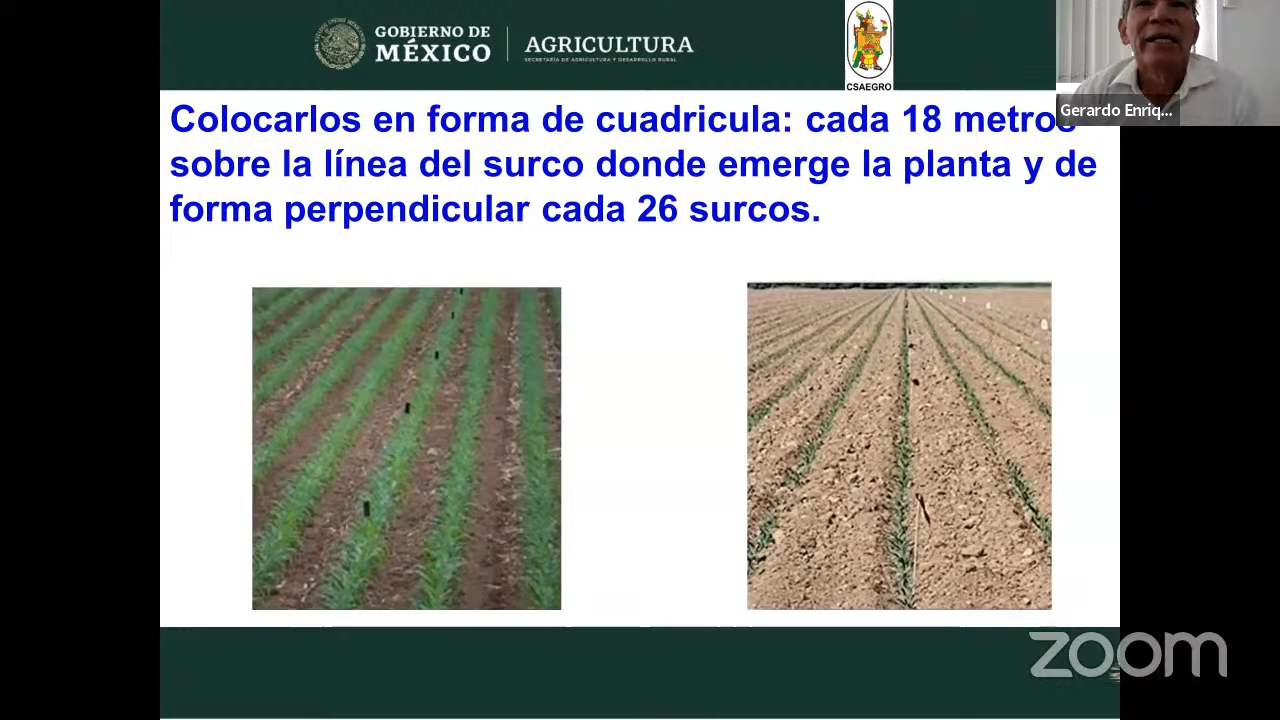 GOBIERNO DE
MÉXICO
AGRICULTURA
SECRETARÍA DE AGRICULTURA Y DESARROLLO RURAL
CSAEGRO
Gerardo Enriq...
Colocarlos en forma de cuadricula: cada 18 metros
sobre la línea del surco donde emerge la planta y de
forma perpendicular cada 26 surcos.
zoom